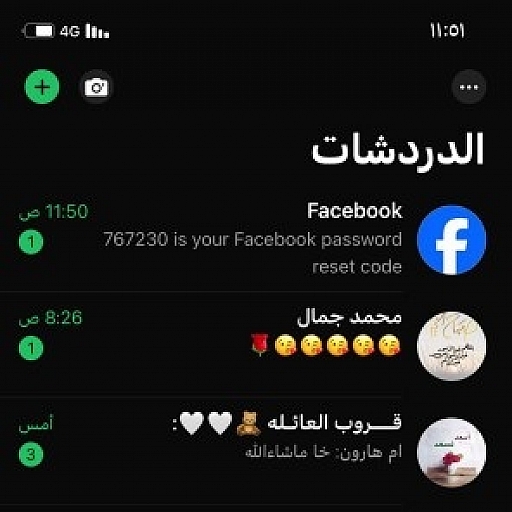 4G
١١:٥١
الدردشات
Facebook
11:50 ص
767230 is your Facebook password
reset code
1
محمد جمال
8:26 ص
😘😘😘😘😘🌹
1
قـــروب العائـله 🧸🤍🤍:
أمس
ام هارون: خا ماشاءالله
3